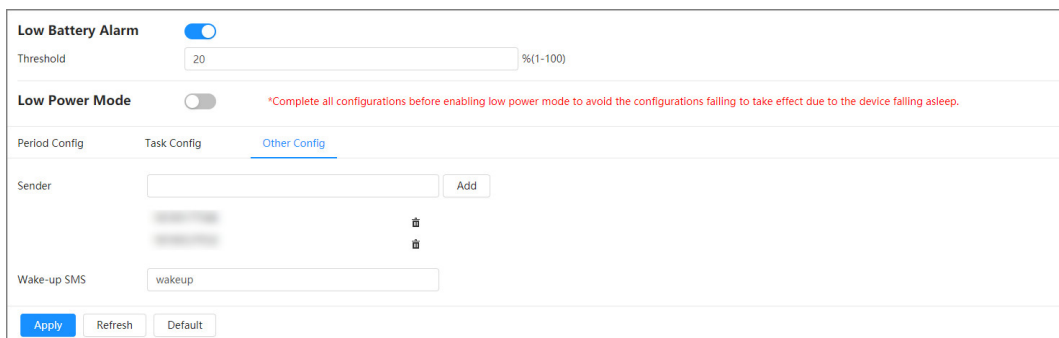 Low Battery Alarm
Threshold 20 %(1-100)
Low Power Mode *Complete all configurations before enabling low power mode to avoid the configurations failing to take effect due to the device falling asleep.
Period Config Task Config Other Config
Sender Add
Wake-up SMS wakeup
Apply Refresh Default